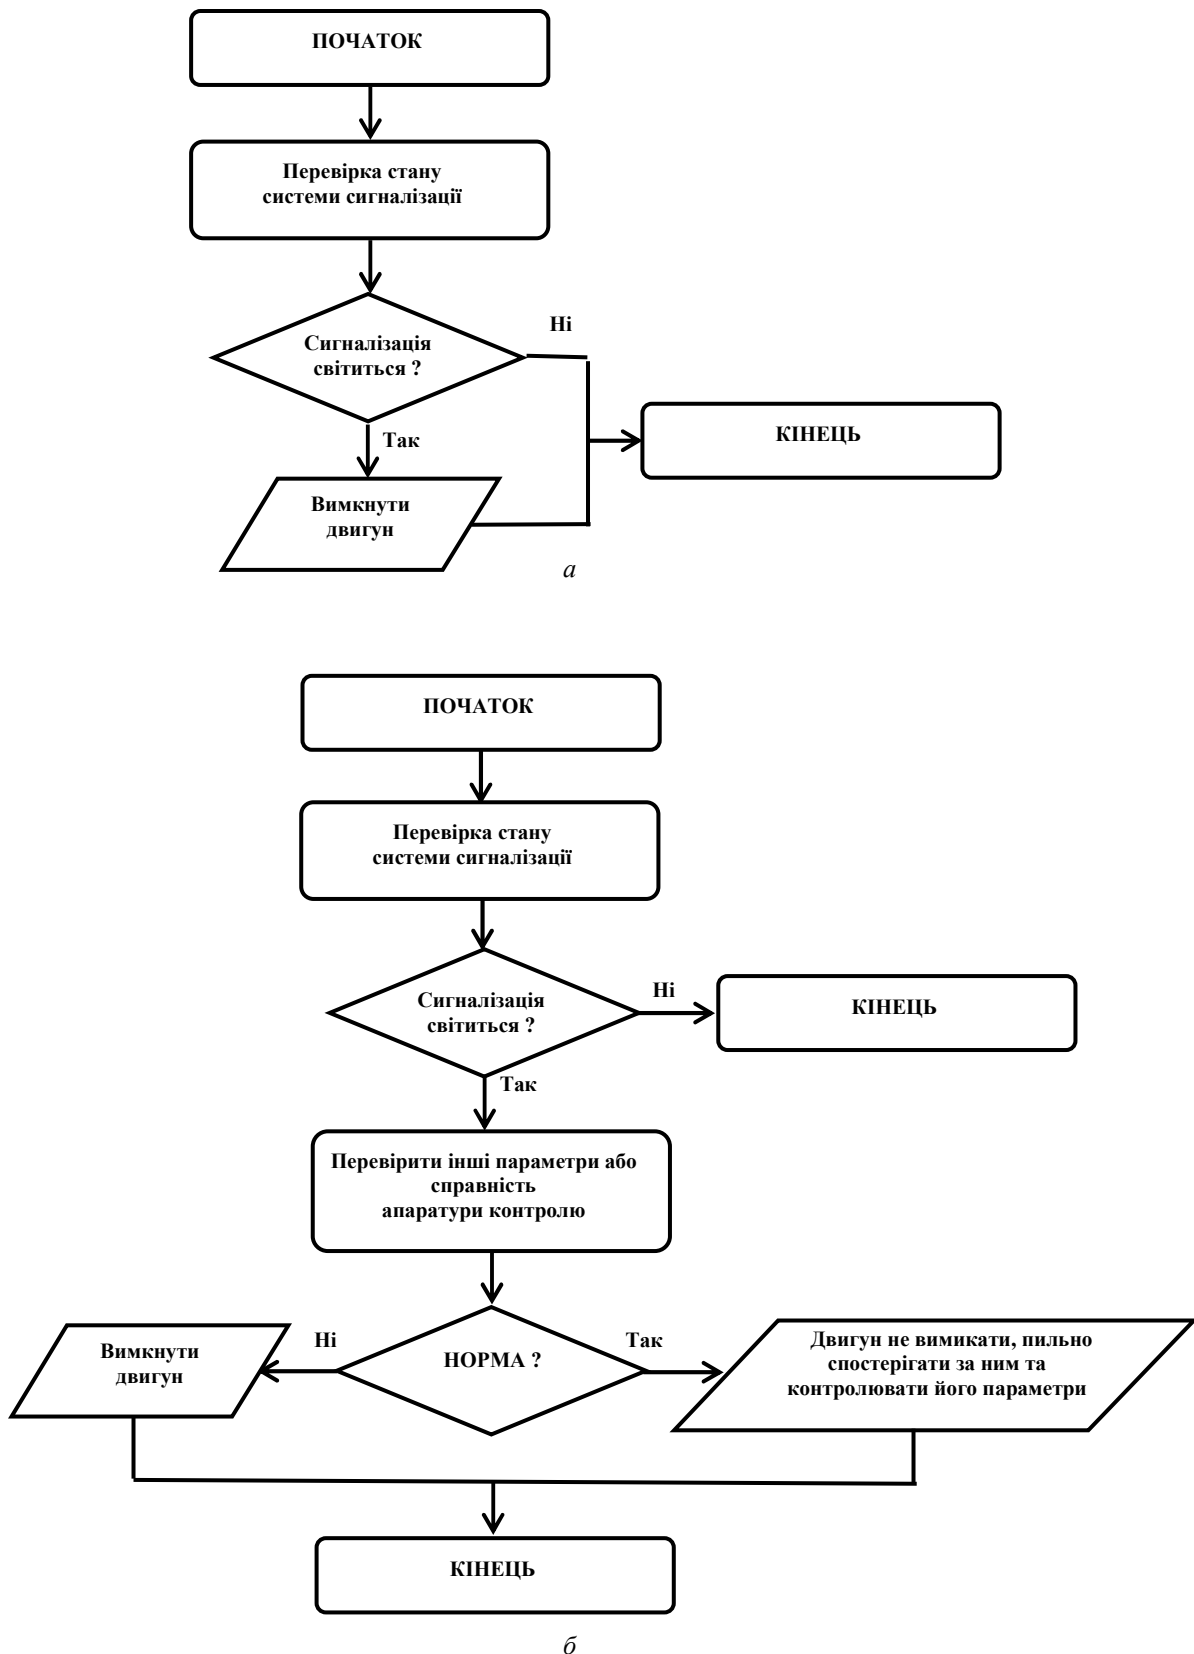 ПОЧАТОК
Перевірка стану
системи сигналізації
Сигналізація
світиться ?
Ні
Так
КІНЕЦЬ
Вимкнути
двигун
а
ПОЧАТОК
Перевірка стану
системи сигналізації
Сигналізація
світиться ?
Ні
КІНЕЦЬ
Так
Перевірити інші параметри або
справність
апаратури контролю
НОРМА ?
Ні
Так
Вимкнути
двигун
Двигун не вимикати, пильно
спостерігати за ним та
контролювати його параметри
КІНЕЦЬ
б